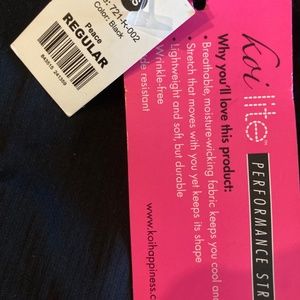 721-R-002
Color: Black
Peace
REGULAR
koi
lite
PERFORMANCE STR
Why you'll love this product:
• Breathable, moisture-wicking fabric keeps you cool an
• Stretch that moves with you yet keeps its shape
• Lightweight and soft, but durable
Wrinkle-free
de resistant
www.koihappiness.c